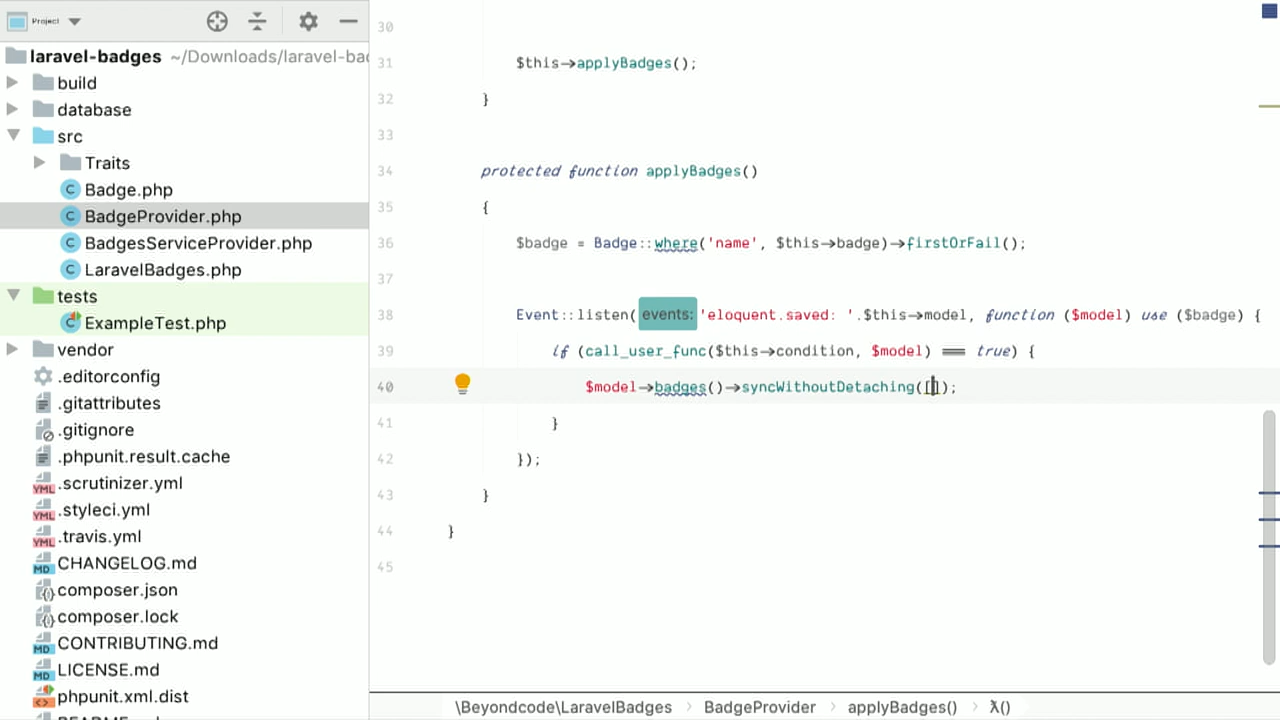 Project
laravel-badges ~/Downloads/laravel-bad
build
database
src
Traits
Badge.php
BadgeProvider.php
BadgesServiceProvider.php
LaravelBadges.php
tests
ExampleTest.php
vendor
.editorconfig
.gitattributes
.gitignore
.phpunit.result.cache
.scrutinizer.yml
.styleci.yml
.travis.yml
CHANGELOG.md
composer.json
composer.lock
CONTRIBUTING.md
LICENSE.md
phpunit.xml.dist
30
31 $this->applyBadges();
32 }
33
34 protected function applyBadges()
35 {
36 $badge = Badge::where('name', $this->badge)->firstOrFail();
37
38 Event::listen( events: 'eloquent.saved: '.$this->model, function ($model) use ($badge) {
39 if (call_user_func($this->condition, $model) === true) {
40 $model->badges()->syncWithoutDetaching([]);
41 }
42 });
43 }
44 }
45
\Beyondcode\LaravelBadges > BadgeProvider > applyBadges() > λ()